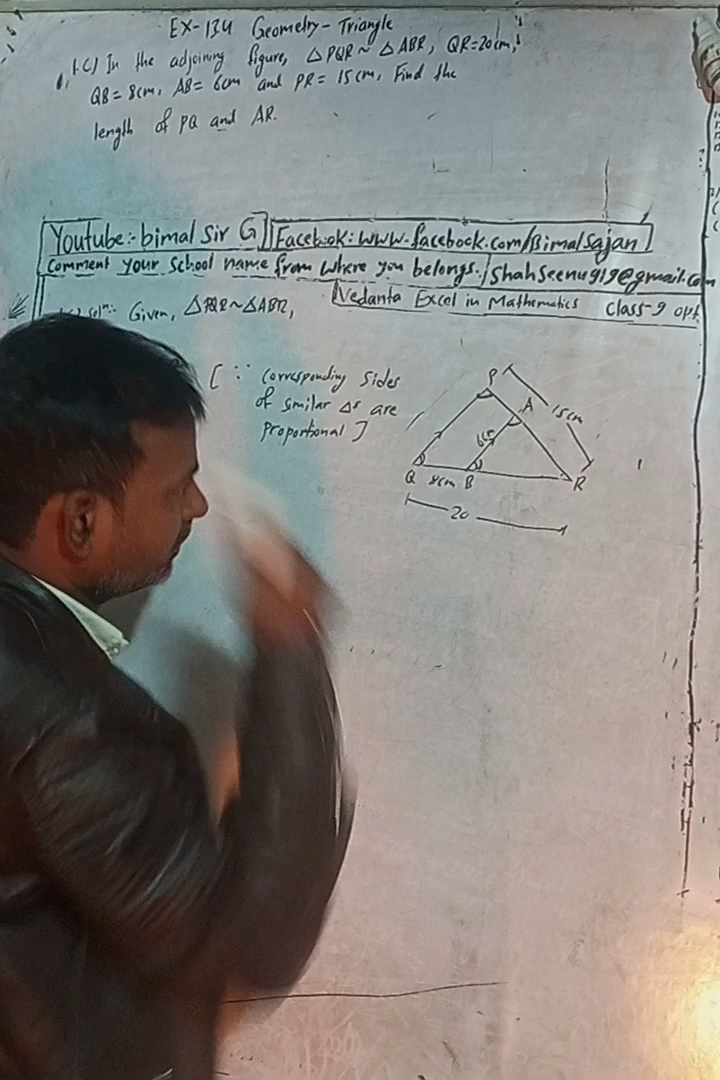 EX-13.4 Geometry - Triangle
1.c) In the adjoining figure, △PQR ~ △ABR, QR=20cm,
QB = 8cm, AB= 6cm and PR= 15cm, Find the
length of PQ and AR.
Youtube:- bimal Sir G
Facebook: www.facebook.com/Bimalsajan
Comment your School name from where you belongs.
Shahseenu919@gmail.com
Vedanta Excel in Mathematics Class-9 opt
Solⁿ:- Given, △PQR~△ABR,
[ ∵ Corresponding Sides
of similar △s are
proportional ]
P
A
15cm
6cm
Q 8cm B R
20